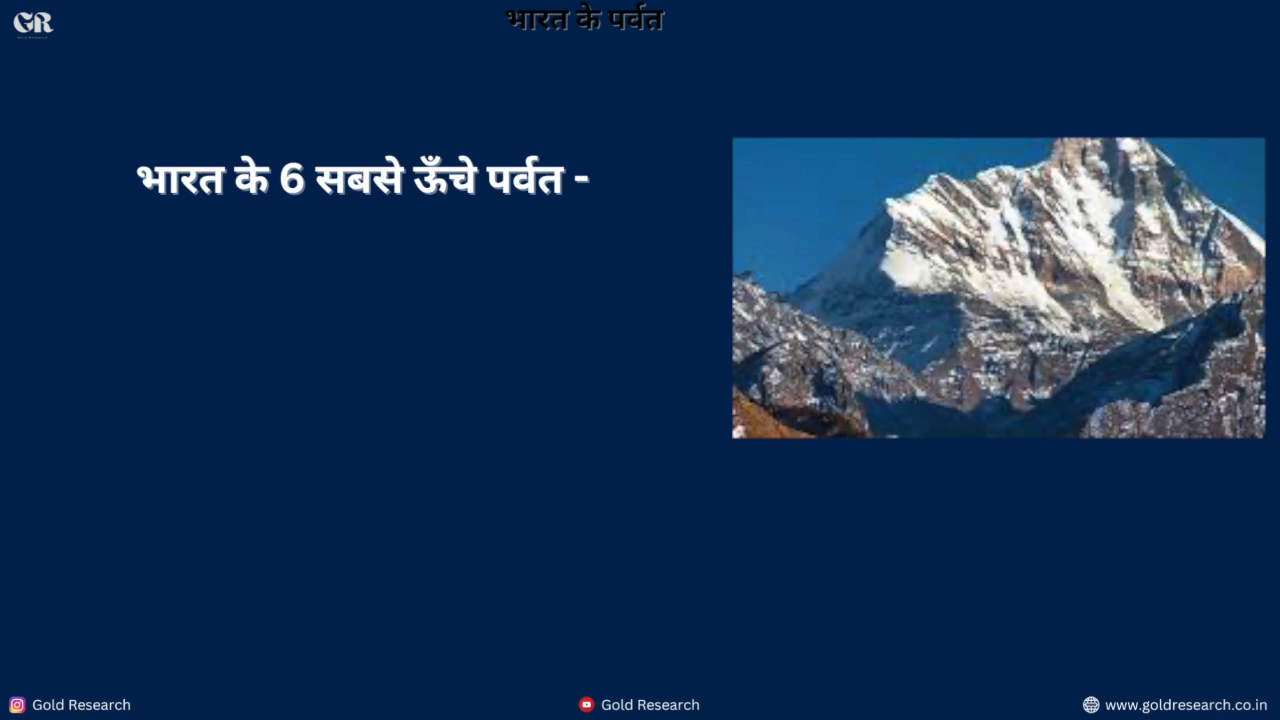 GR
भारत के पर्वत
भारत के 6 सबसे ऊँचे पर्वत -
Gold Research
Gold Research
www.goldresearch.co.in